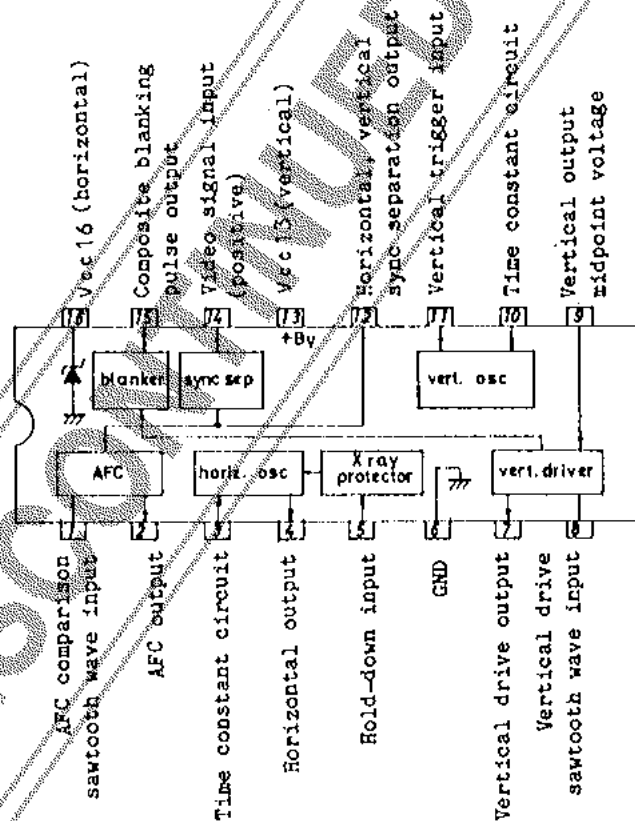 Vcc16 (horizontal)
Composite blanking
pulse output
Video signal input
(positive)
Vcc13 (vertical)
Horizontal, vertical
sync separation output
Vertical trigger input
Time constant circuit
Vertical output
midpoint voltage
16
15
14
13
12
11
10
9
+By
blanker
sync sep
vert. osc
AFC
horiz. osc
X ray
protector
vert. driver
1
2
3
4
5
6
7
8
AFC comparison
sawtooth wave input
AFC output
Time constant circuit
Horizontal output
Hold-down input
GND
Vertical drive output
Vertical drive
sawtooth wave input